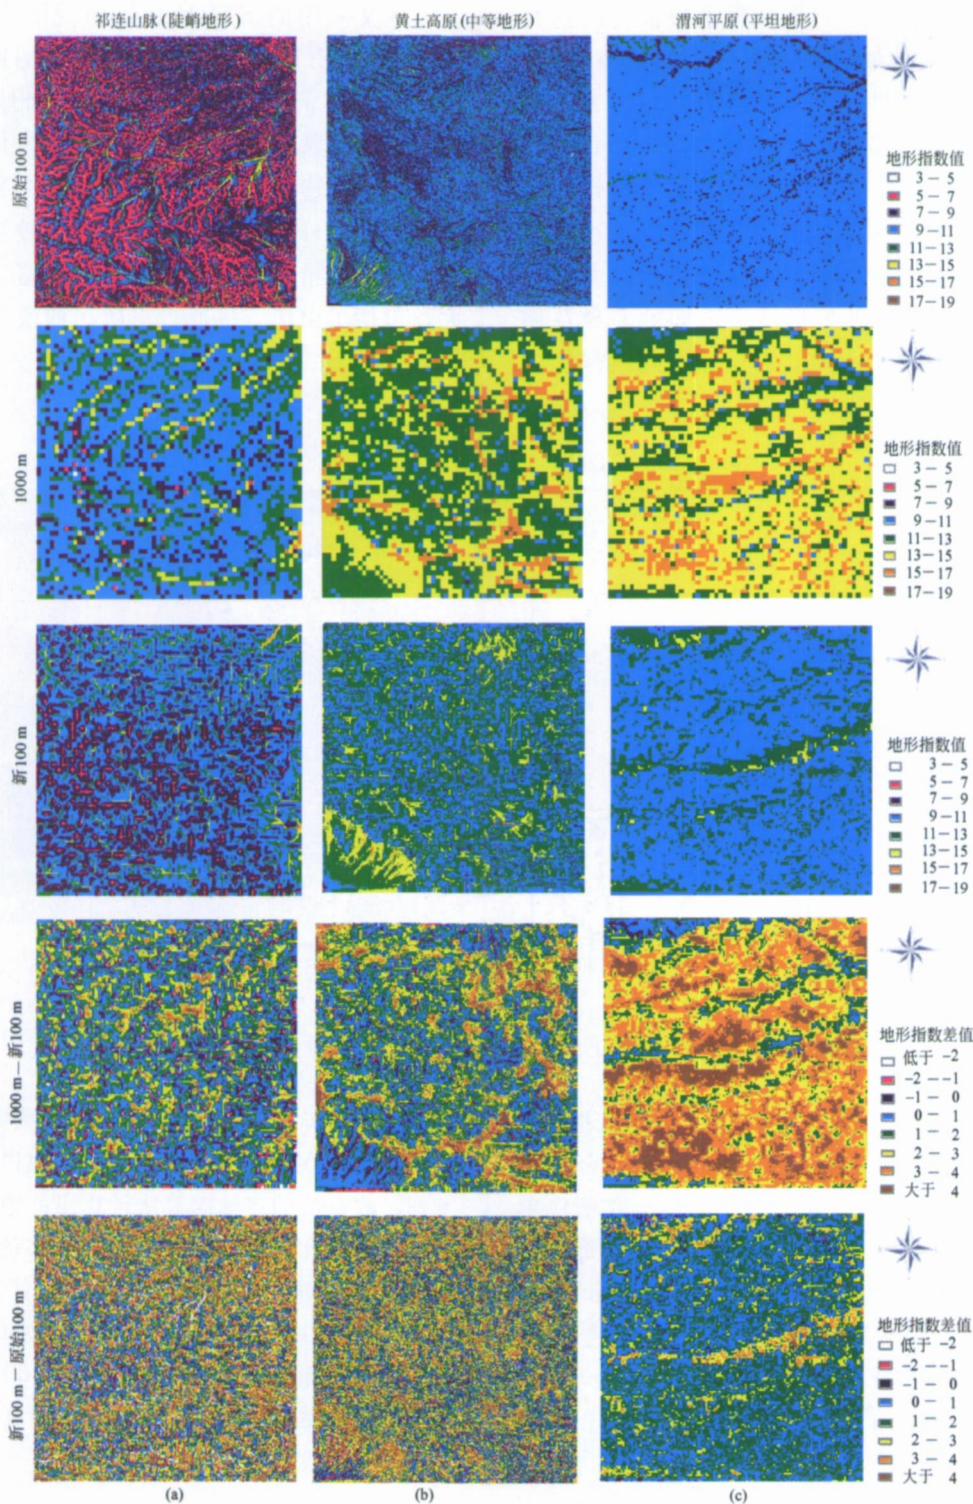 祁连山脉(陡峭地形) 黄土高原(中等地形) 渭河平原(平坦地形)
原始100 m
地形指数值
3－5
5－7
7－9
9－11
11－13
13－15
15－17
17－19
1000 m
地形指数值
3－5
5－7
7－9
9－11
11－13
13－15
15－17
17－19
新100 m
地形指数值
3－5
5－7
7－9
9－11
11－13
13－15
15－17
17－19
1000 m－新100 m
地形指数差值
低于 -2
-2－-1
-1－0
0－1
1－2
2－3
3－4
大于 4
新100 m－原始100 m
地形指数差值
低于 -2
-2－-1
-1－0
0－1
1－2
2－3
3－4
大于 4
(a) (b) (c)